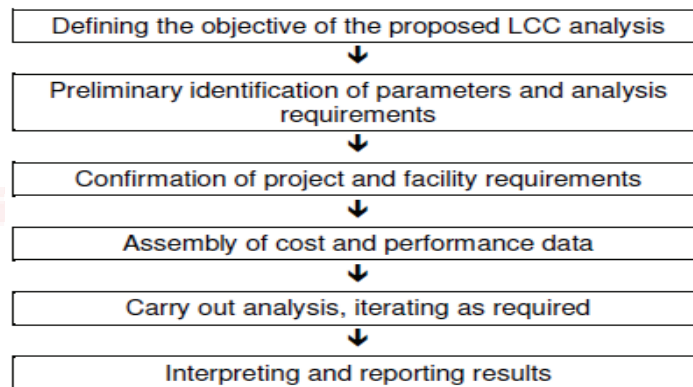 Defining the objective of the proposed LCC analysis
Preliminary identification of parameters and analysis
requirements
Confirmation of project and facility requirements
Assembly of cost and performance data
Carry out analysis, iterating as required
Interpreting and reporting results